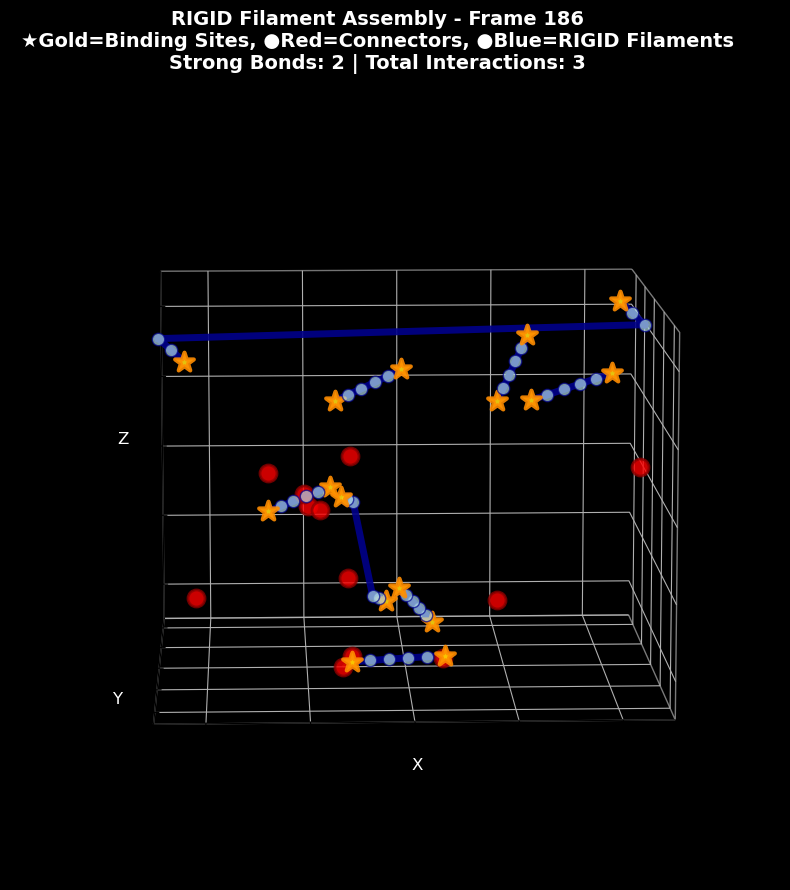 RIGID Filament Assembly - Frame 186
★Gold=Binding Sites, ●Red=Connectors, ●Blue=RIGID Filaments
Strong Bonds: 2 | Total Interactions: 3
Z
Y
X